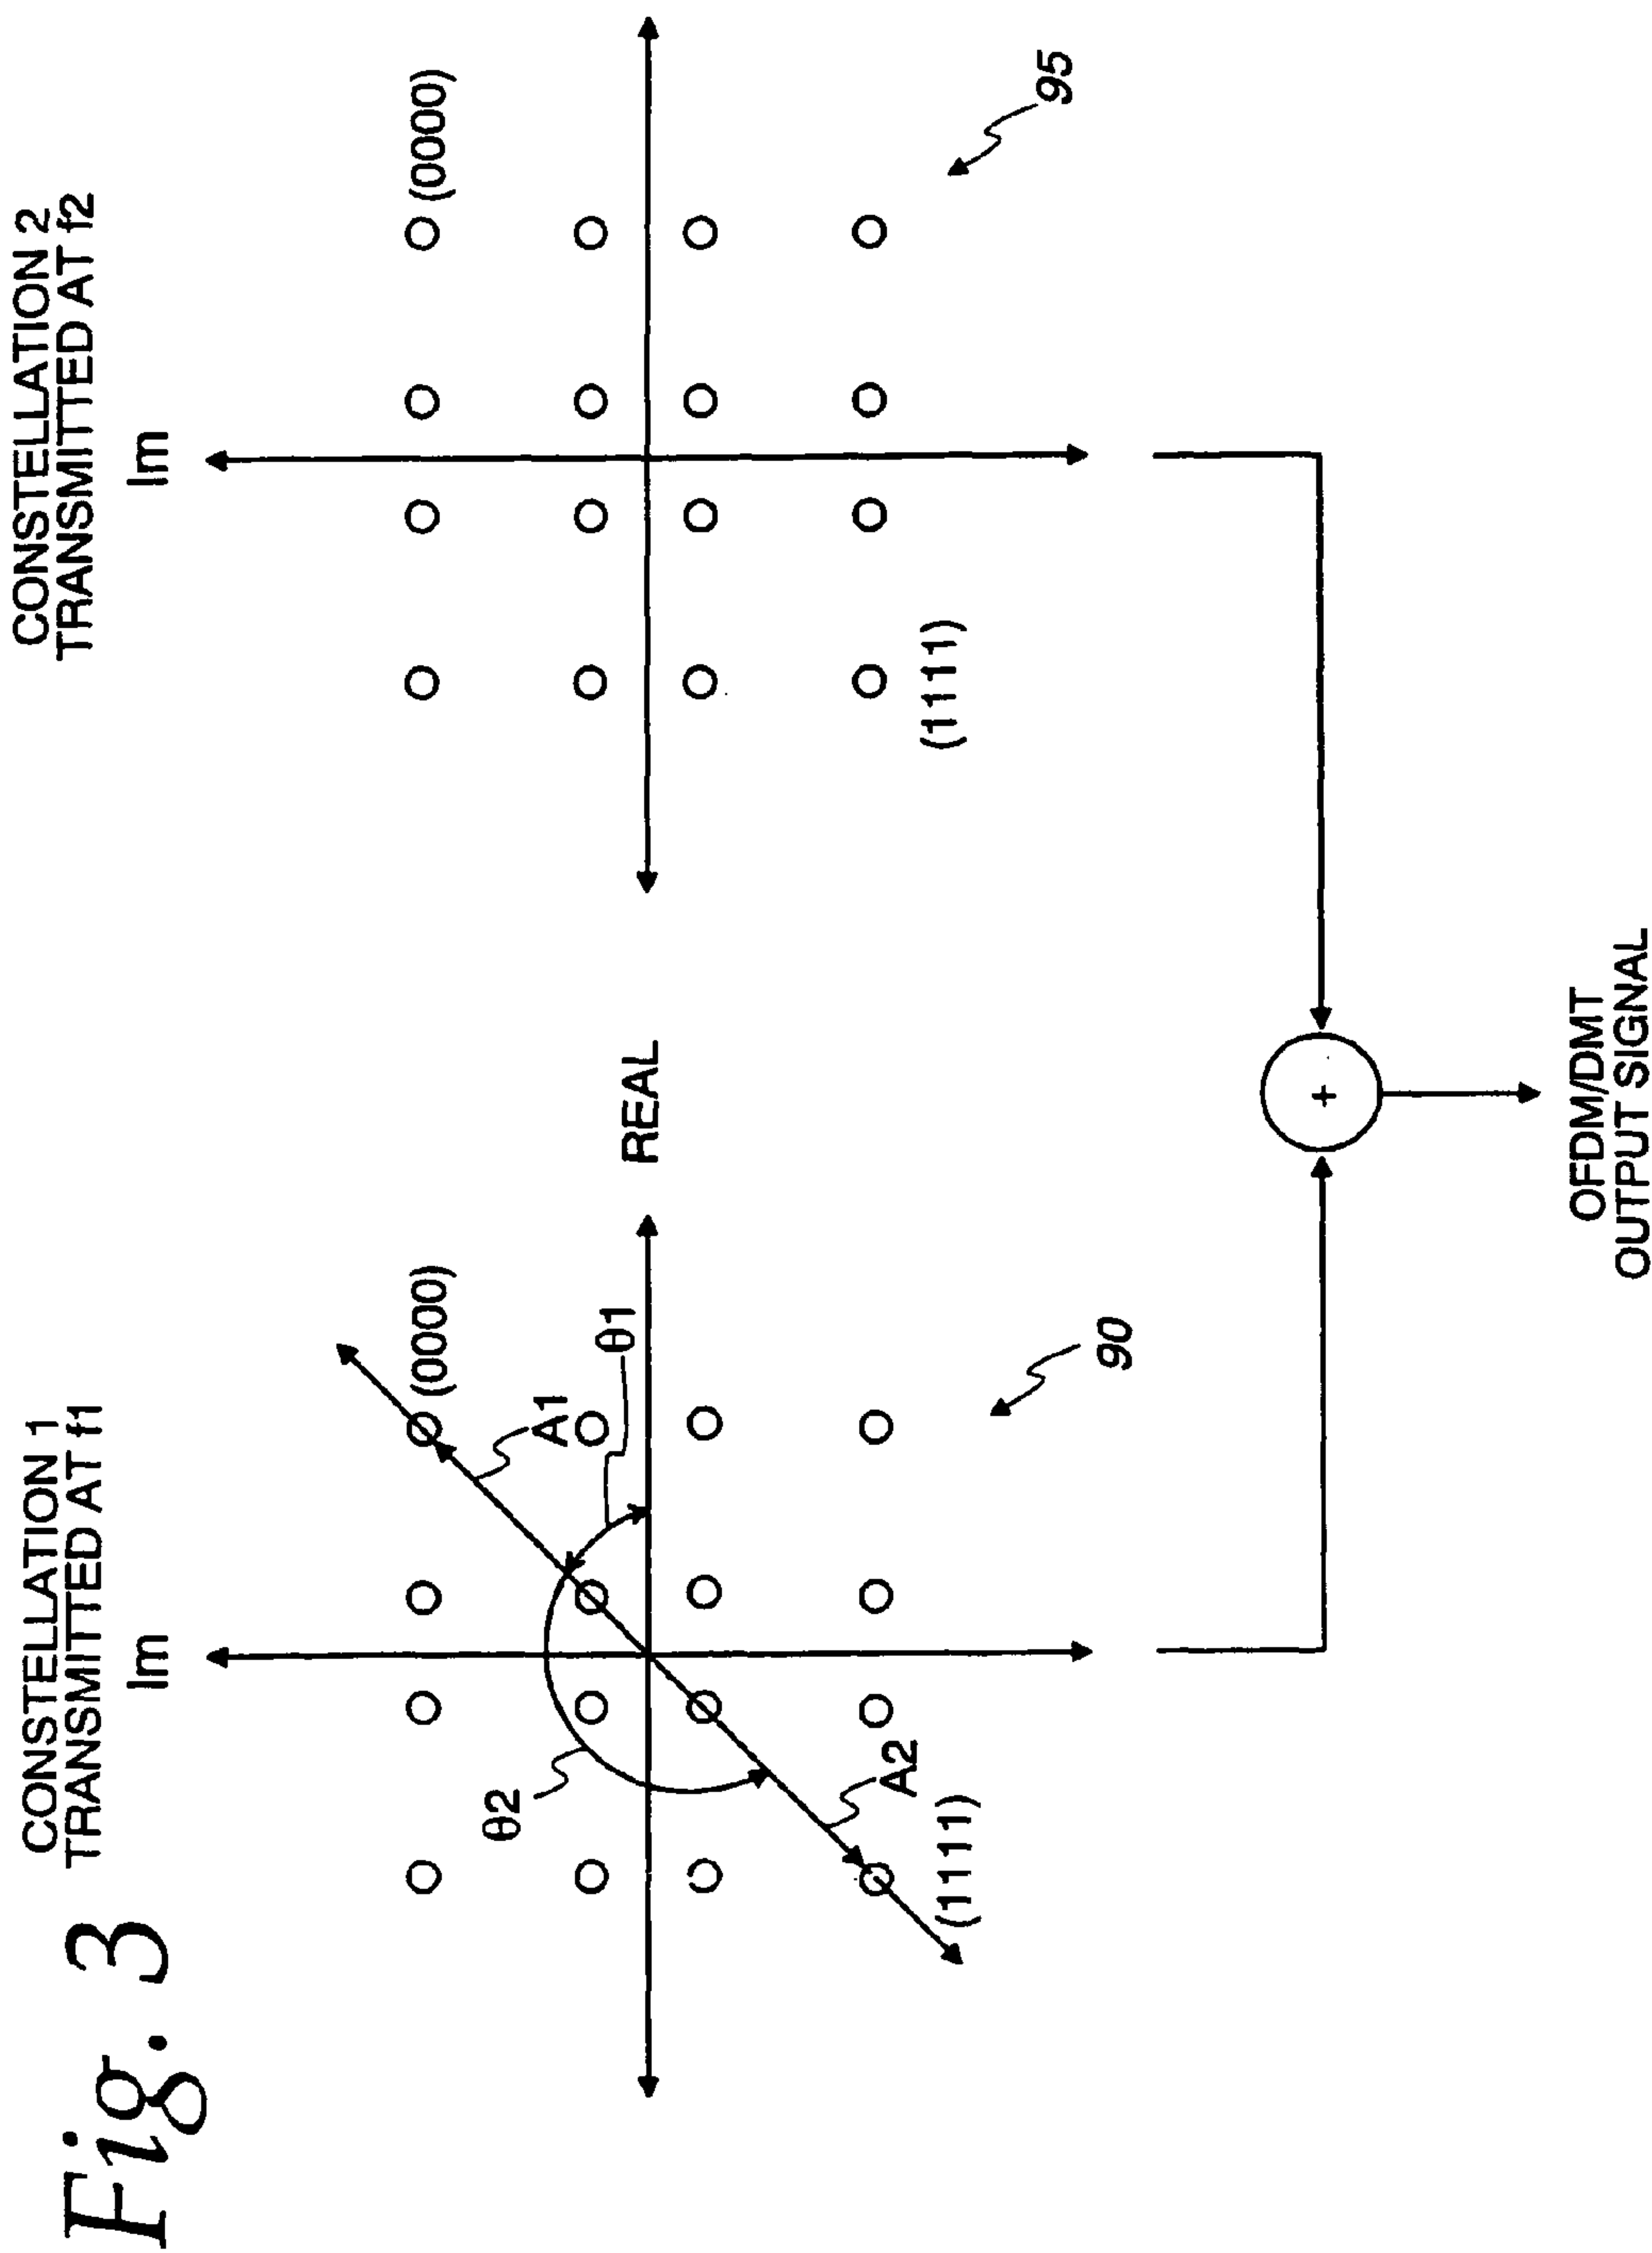 Fig. 3
CONSTELLATION 1
TRANSMITTED AT f1
CONSTELLATION 2
TRANSMITTED AT f2
Im
Im
(0000)
(0000)
A1
θ1
θ2
REAL
A2
(1111)
(1111)
90
95
+
OFDM/DMT
OUTPUT SIGNAL